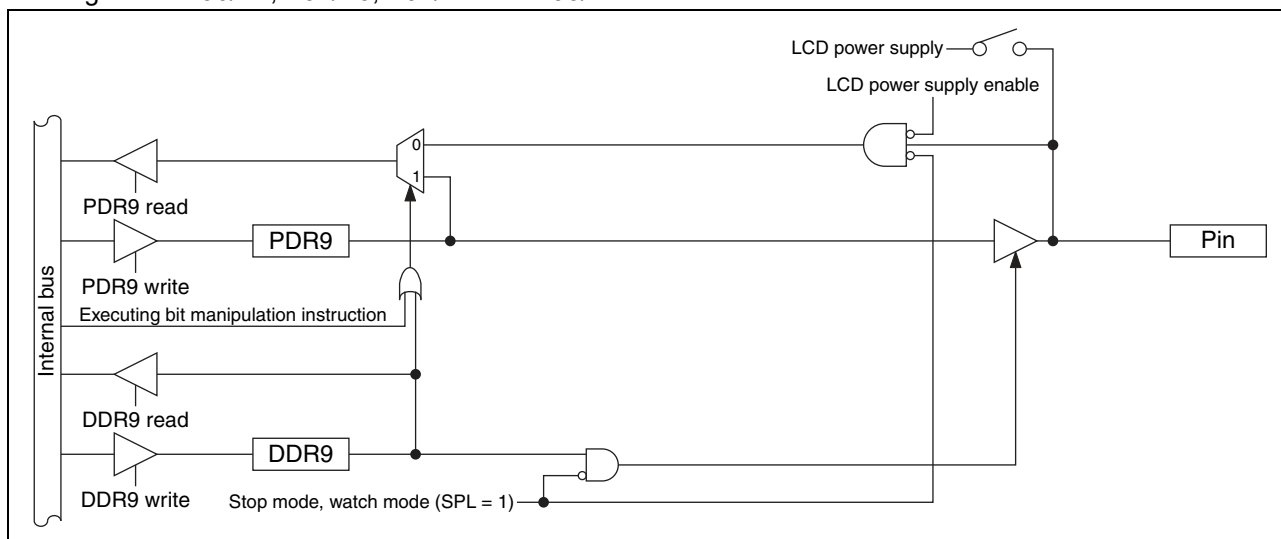 LCD power supply
LCD power supply enable
0
1
PDR9 read
PDR9
Pin
PDR9 write
Executing bit manipulation instruction
Internal bus
DDR9 read
DDR9
DDR9 write
Stop mode, watch mode (SPL = 1)